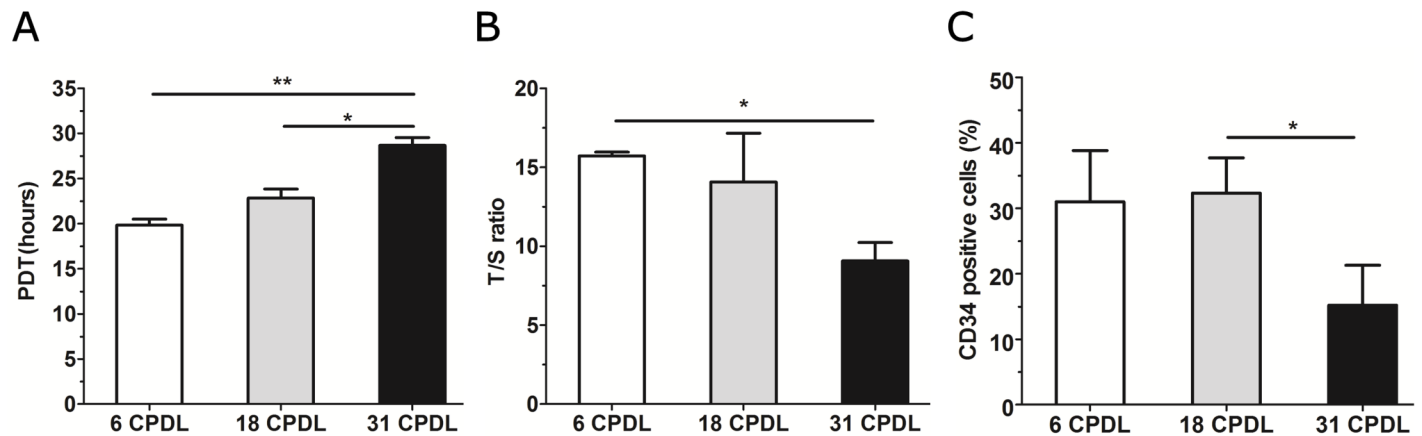 A
PDT(hours)
35
30
25
20
15
10
5
0
**
*
6 CPDL 18 CPDL 31 CPDL
B
T/S ratio
20
15
10
5
0
*
6 CPDL 18 CPDL 31 CPDL
C
CD34 positive cells (%)
50
40
30
20
10
0
*
6 CPDL 18 CPDL 31 CPDL